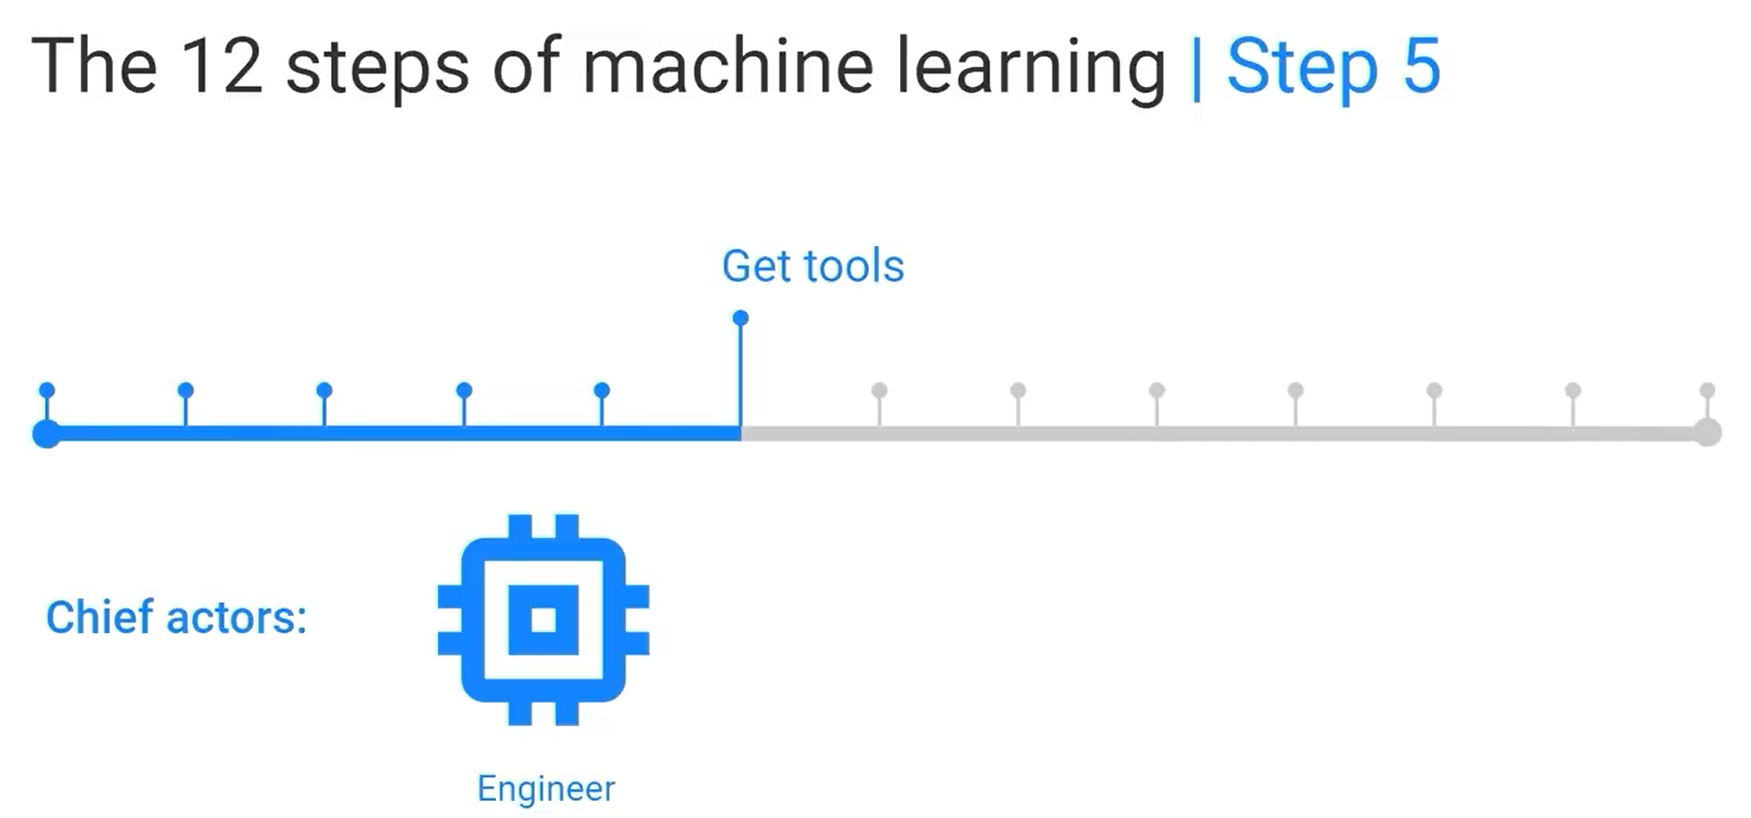 The 12 steps of machine learning | Step 5
Get tools
Chief actors:
Engineer